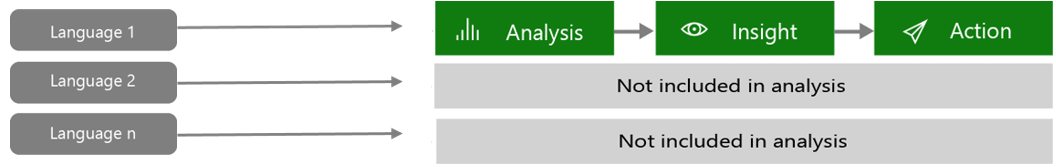 Language 1
Analysis
Insight
Action
Language 2
Not included in analysis
Language n
Not included in analysis